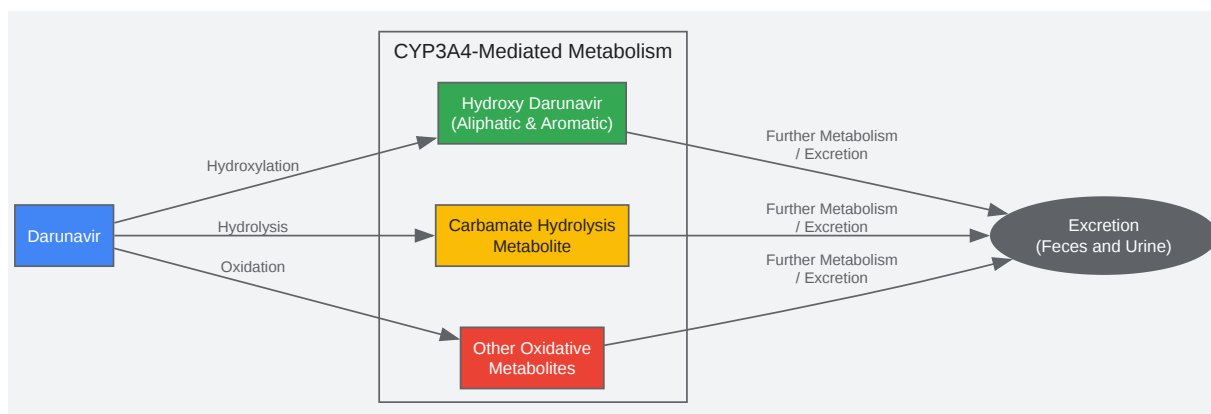 CYP3A4-Mediated Metabolism
Hydroxy Darunavir
(Aliphatic & Aromatic)
Further Metabolism
/ Excretion
Hydroxylation
Darunavir
Hydrolysis
Carbamate Hydrolysis
Metabolite
Further Metabolism
/ Excretion
Excretion
(Feces and Urine)
Oxidation
Further Metabolism
/ Excretion
Other Oxidative
Metabolites